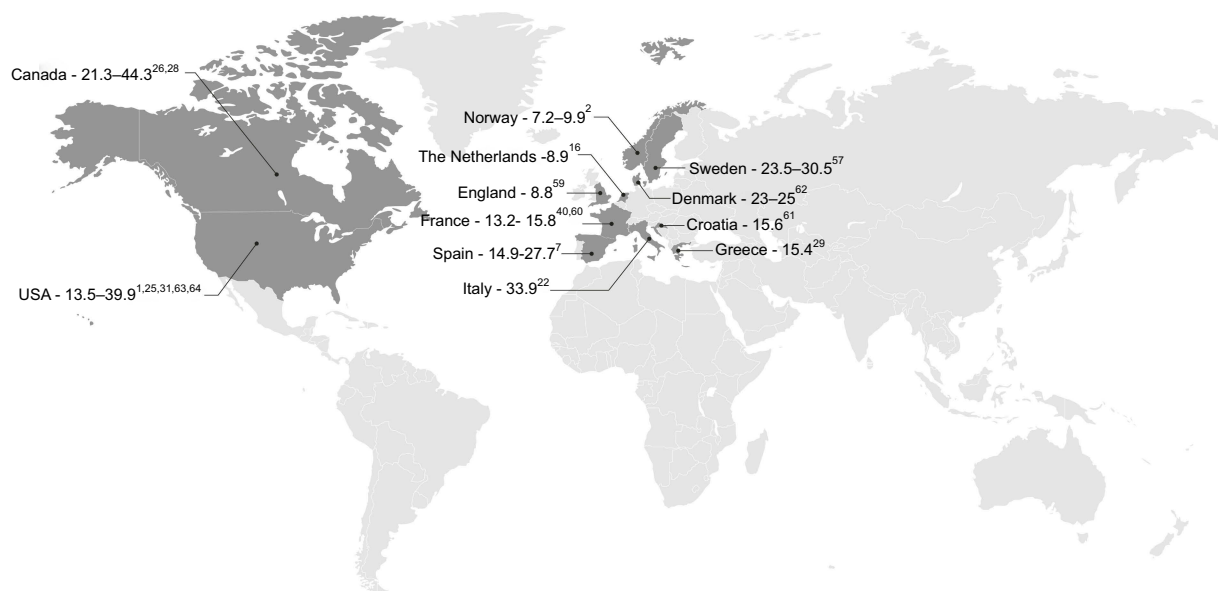 Canada - 21.3–44.326,28
Norway - 7.2–9.92
The Netherlands -8.916
Sweden - 23.5–30.557
England - 8.859
Denmark - 23–2562
France - 13.2- 15.840,60
Croatia - 15.661
Spain - 14.9-27.77
Greece - 15.429
USA - 13.5–39.91,25,31,63,64
Italy - 33.922